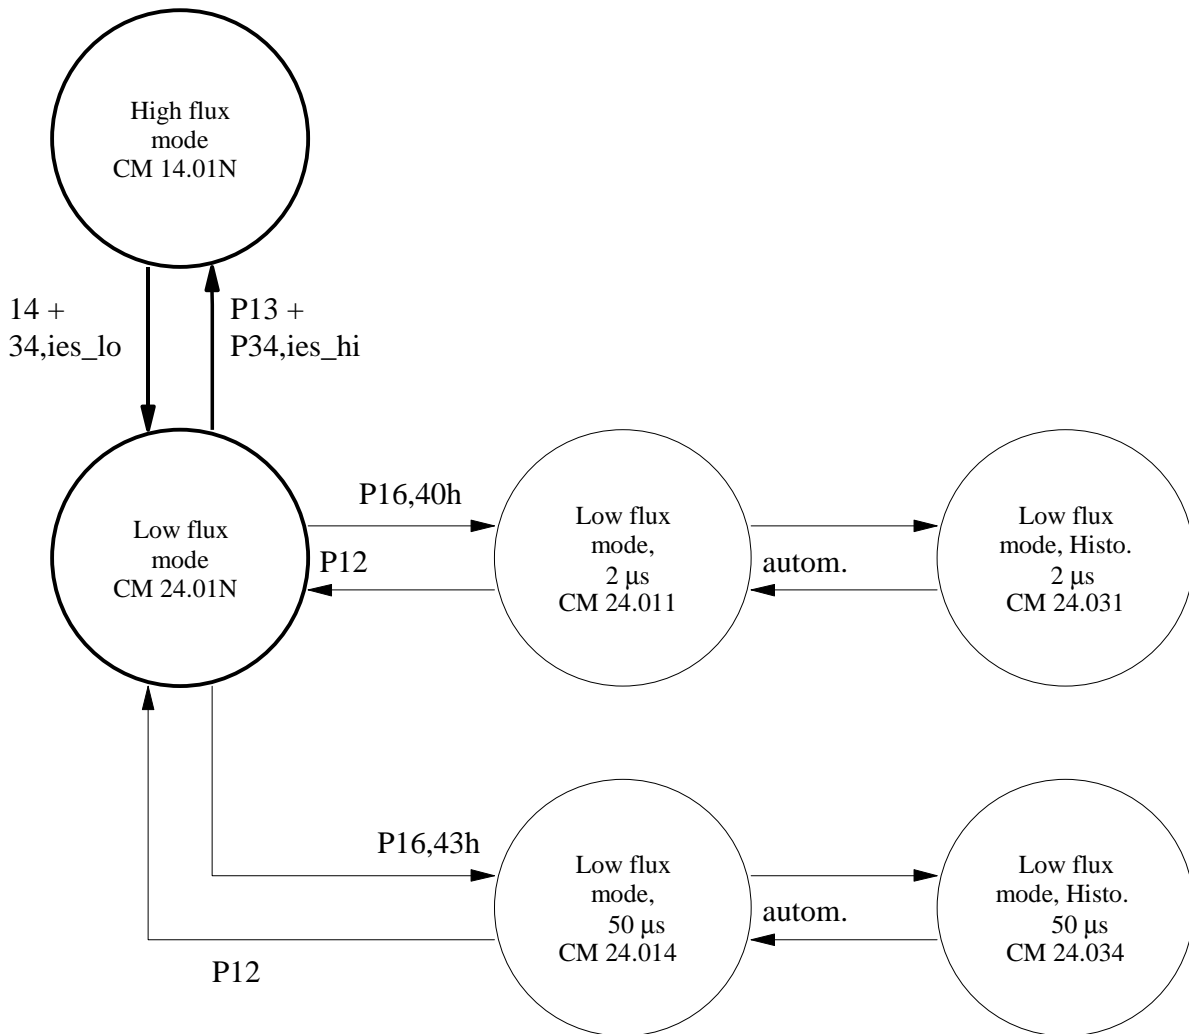 High flux
mode
CM 14.01N
14 +
34,ies_lo
P13 +
P34,ies_hi
Low flux
mode
CM 24.01N
P16,40h
P12
Low flux
mode,
2 μs
CM 24.011
autom.
Low flux
mode, Histo.
2 μs
CM 24.031
P16,43h
P12
Low flux
mode,
50 μs
CM 24.014
autom.
Low flux
mode, Histo.
50 μs
CM 24.034